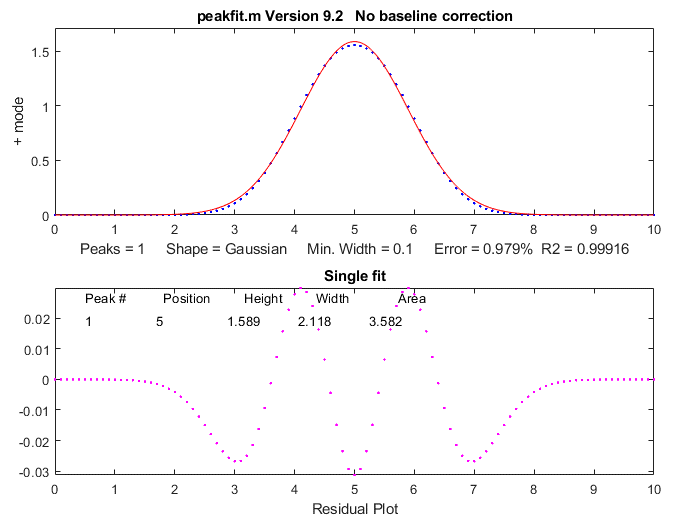 peakfit.m Version 9.2   No baseline correction
1.5
1
0.5
0
+ mode
0 1 2 3 4 5 6 7 8 9 10
Peaks = 1     Shape = Gaussian     Min. Width = 0.1     Error = 0.979%  R2 = 0.99916
Single fit
Peak #     Position     Height     Width     Area
1     5     1.589     2.118     3.582
0.02
0.01
0
-0.01
-0.02
-0.03
0 1 2 3 4 5 6 7 8 9 10
Residual Plot